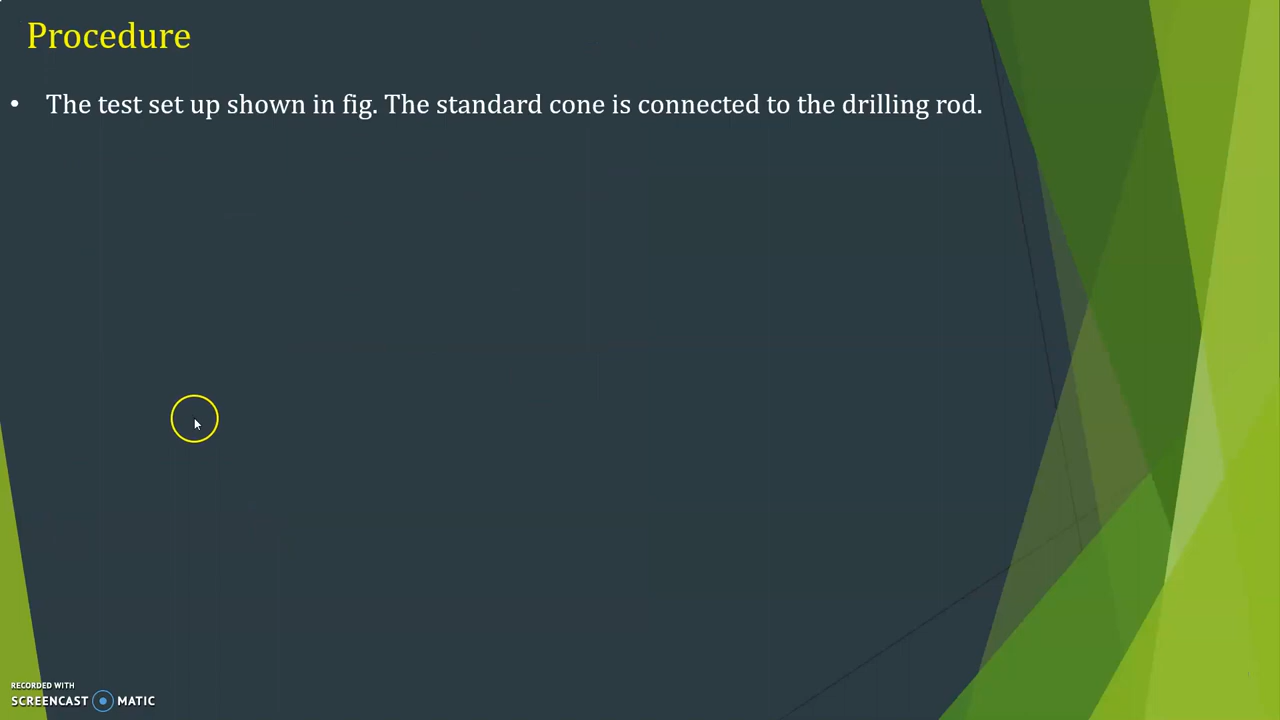 Procedure
• The test set up shown in fig. The standard cone is connected to the drilling rod.
RECORDED WITH
SCREENCAST MATIC